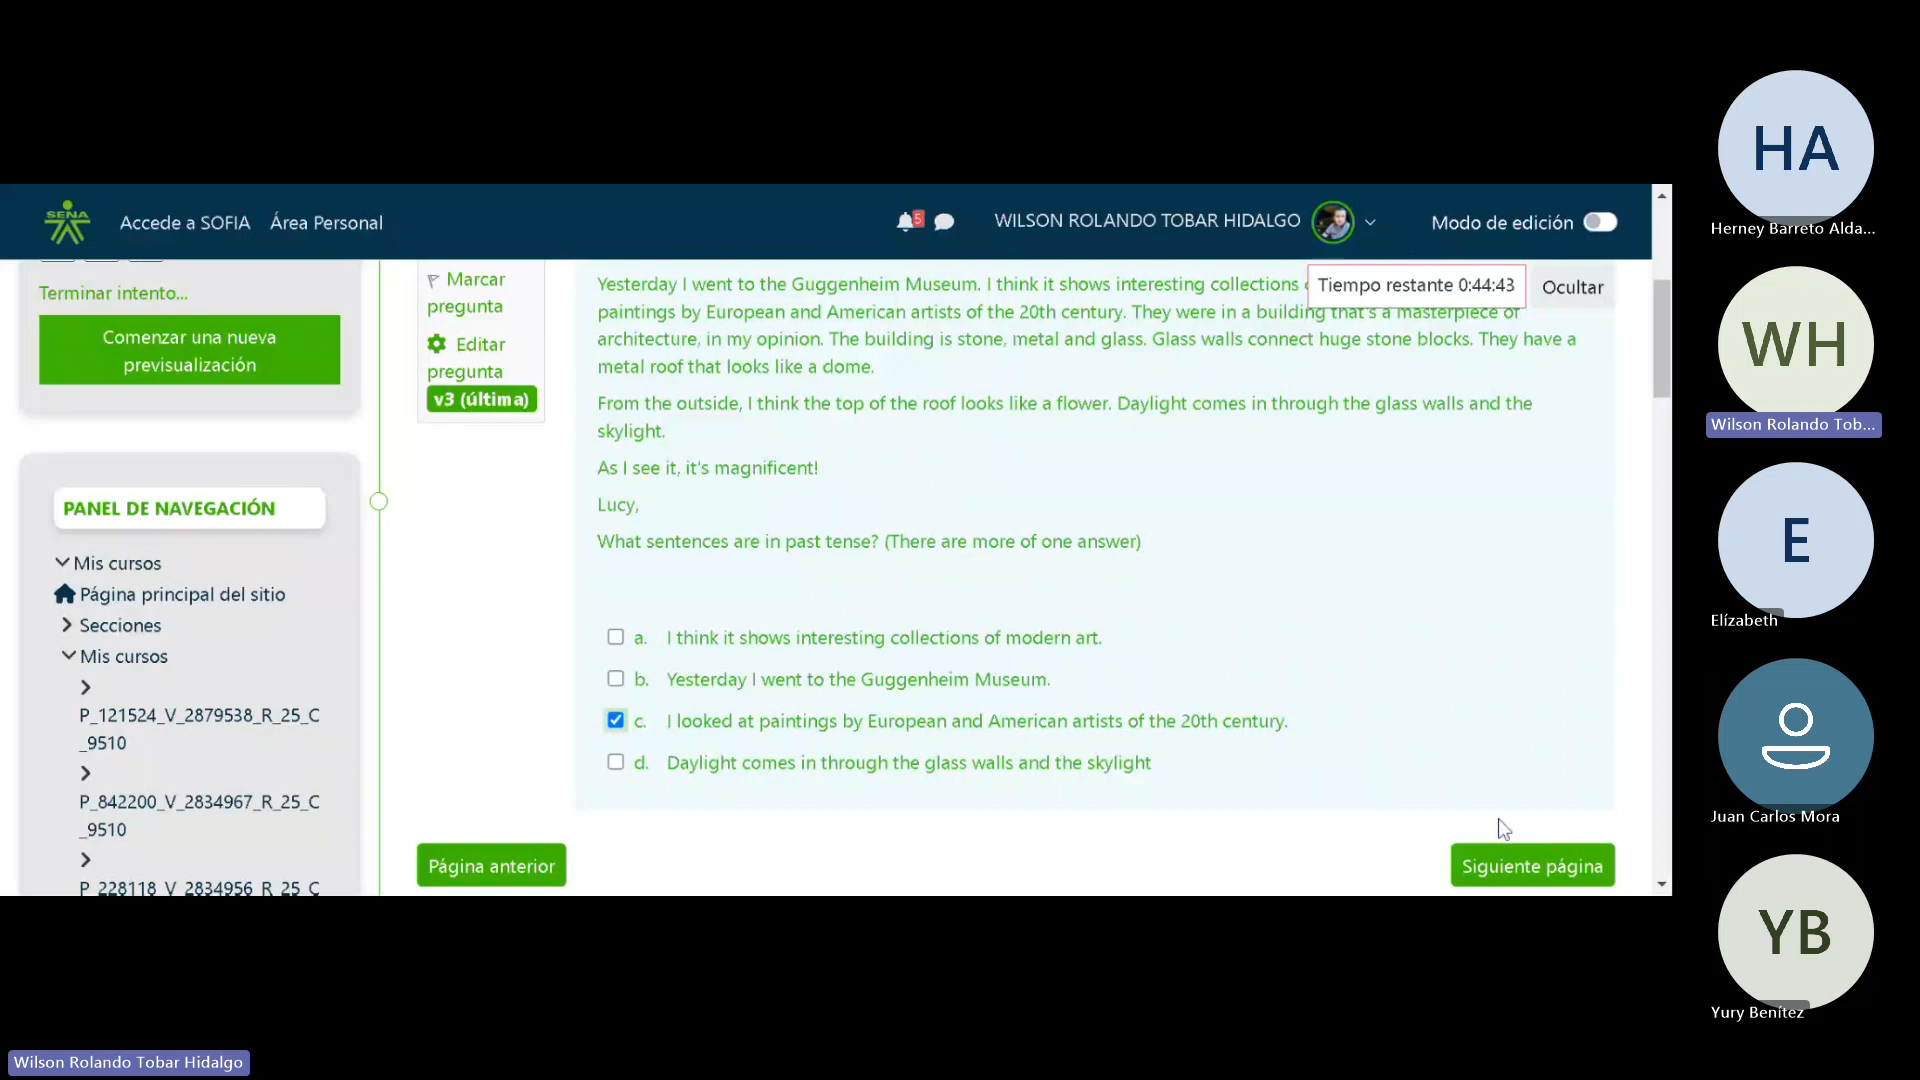 SENA
Accede a SOFIA
Área Personal
5
WILSON ROLANDO TOBAR HIDALGO
Modo de edición
Terminar intento...
Comenzar una nueva
previsualización
PANEL DE NAVEGACIÓN
Mis cursos
Página principal del sitio
Secciones
Mis cursos
P_121524_V_2879538_R_25_C
_9510
P_842200_V_2834967_R_25_C
_9510
P_228118_V_2834956_R_25_C
Marcar
pregunta
Editar
pregunta
v3 (última)
Yesterday I went to the Guggenheim Museum. I think it shows interesting collections
Tiempo restante 0:44:43
Ocultar
paintings by European and American artists of the 20th century. They were in a building that's a masterpiece of
architecture, in my opinion. The building is stone, metal and glass. Glass walls connect huge stone blocks. They have a
metal roof that looks like a dome.
From the outside, I think the top of the roof looks like a flower. Daylight comes in through the glass walls and the
skylight.
As I see it, it's magnificent!
Lucy,
What sentences are in past tense? (There are more of one answer)
a. I think it shows interesting collections of modern art.
b. Yesterday I went to the Guggenheim Museum.
c. I looked at paintings by European and American artists of the 20th century.
d. Daylight comes in through the glass walls and the skylight
Página anterior
Siguiente página
HA
Herney Barreto Alda...
WH
Wilson Rolando Tob...
E
Elízabeth
Juan Carlos Mora
YB
Yury Benítez
Wilson Rolando Tobar Hidalgo